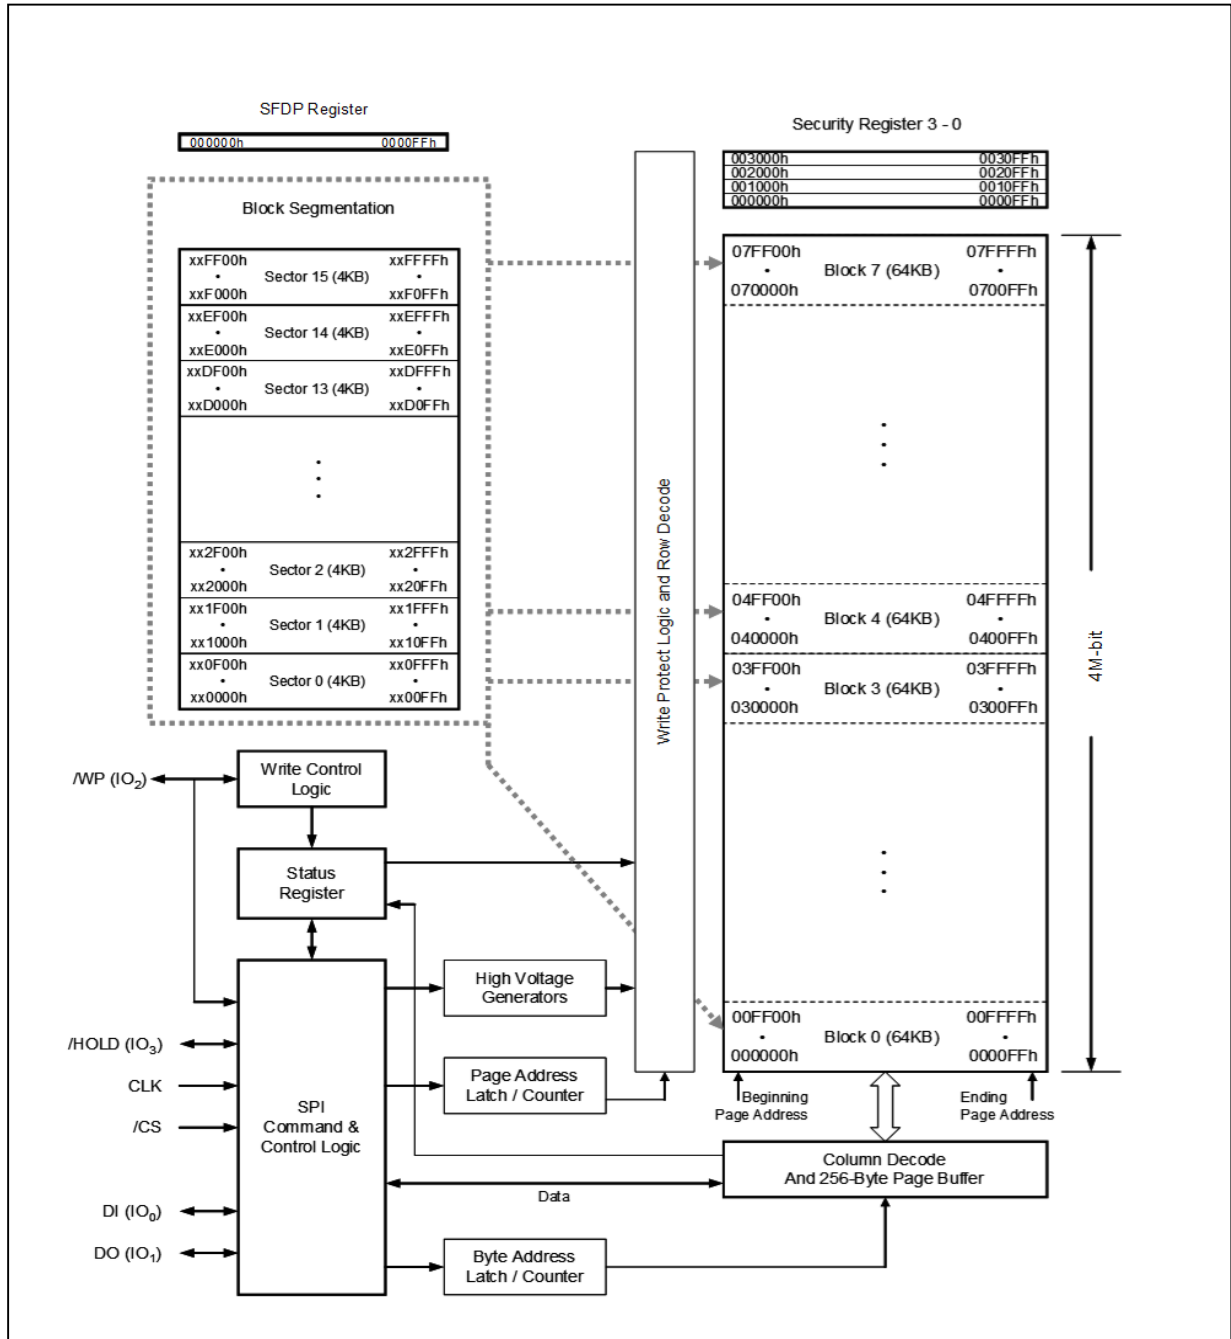 SFDP Register
000000h 0000FFh
Block Segmentation
xxFF00h xxFFFFh
Sector 15 (4KB)
xxF000h xxF0FFh
xxEF00h xxEFFFh
Sector 14 (4KB)
xxE000h xxE0FFh
xxDF00h xxDFFFh
Sector 13 (4KB)
xxD000h xxD0FFh
xx2F00h xx2FFFh
Sector 2 (4KB)
xx2000h xx20FFh
xx1F00h xx1FFFh
Sector 1 (4KB)
xx1000h xx10FFh
xx0F00h xx0FFFh
Sector 0 (4KB)
xx0000h xx00FFh
Write Protect Logic and Row Decode
Security Register 3 - 0
003000h 0030FFh
002000h 0020FFh
001000h 0010FFh
000000h 0000FFh
07FF00h 07FFFFh
Block 7 (64KB)
070000h 0700FFh
04FF00h 04FFFFh
Block 4 (64KB)
040000h 0400FFh
03FF00h 03FFFFh
Block 3 (64KB)
030000h 0300FFh
00FF00h 00FFFFh
Block 0 (64KB)
000000h 0000FFh
4M-bit
Beginning
Page Address
Ending
Page Address
/WP (IO2)
Write Control
Logic
Status
Register
High Voltage
Generators
/HOLD (IO3)
CLK
/CS
DI (IO0)
DO (IO1)
SPI
Command &
Control Logic
Page Address
Latch / Counter
Column Decode
And 256-Byte Page Buffer
Data
Byte Address
Latch / Counter